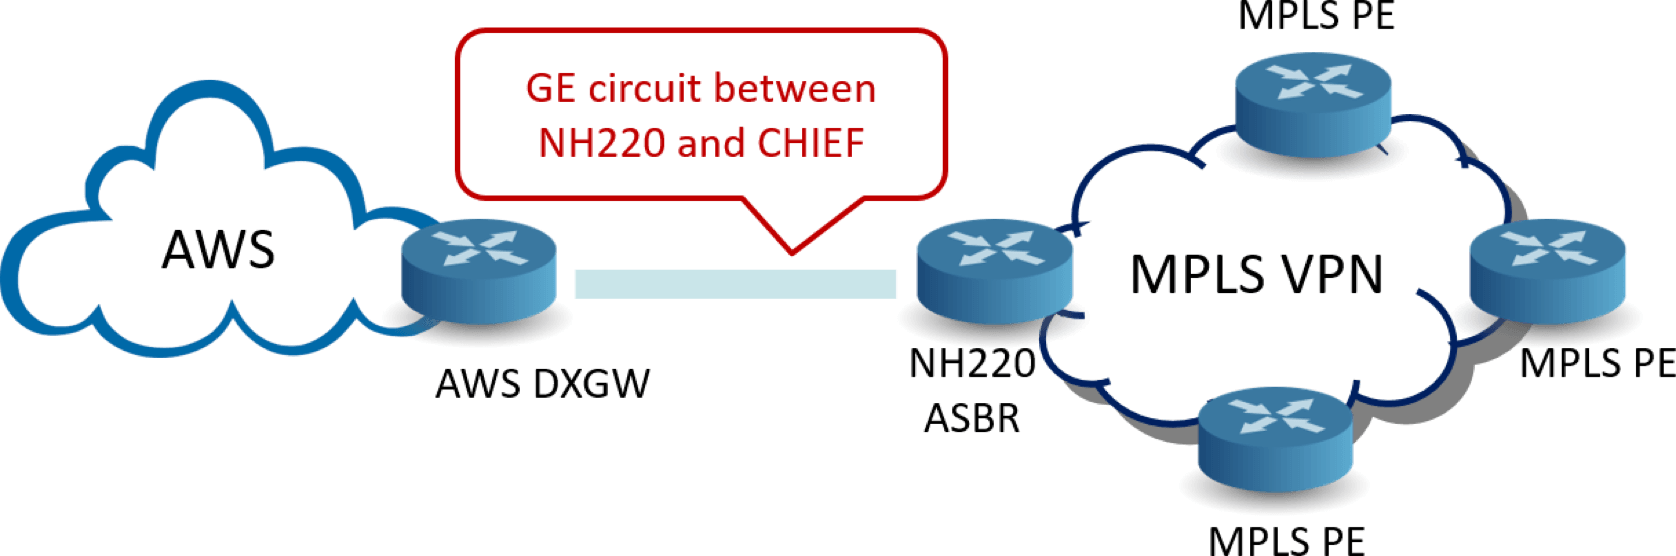 MPLS PE
GE circuit between
NH220 and CHIEF
AWS
MPLS VPN
AWS DXGW
NH220
ASBR
MPLS PE
MPLS PE